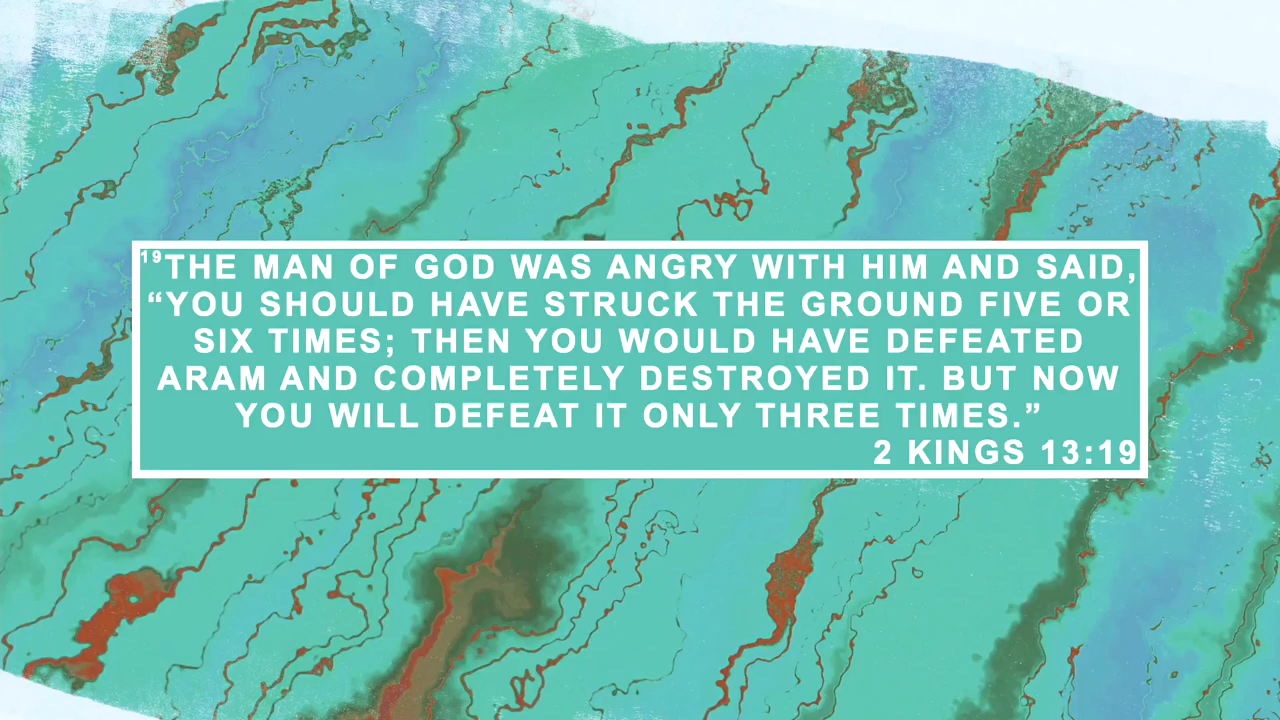 ¹⁹THE MAN OF GOD WAS ANGRY WITH HIM AND SAID,
“YOU SHOULD HAVE STRUCK THE GROUND FIVE OR
SIX TIMES; THEN YOU WOULD HAVE DEFEATED
ARAM AND COMPLETELY DESTROYED IT. BUT NOW
YOU WILL DEFEAT IT ONLY THREE TIMES.”
2 KINGS 13:19